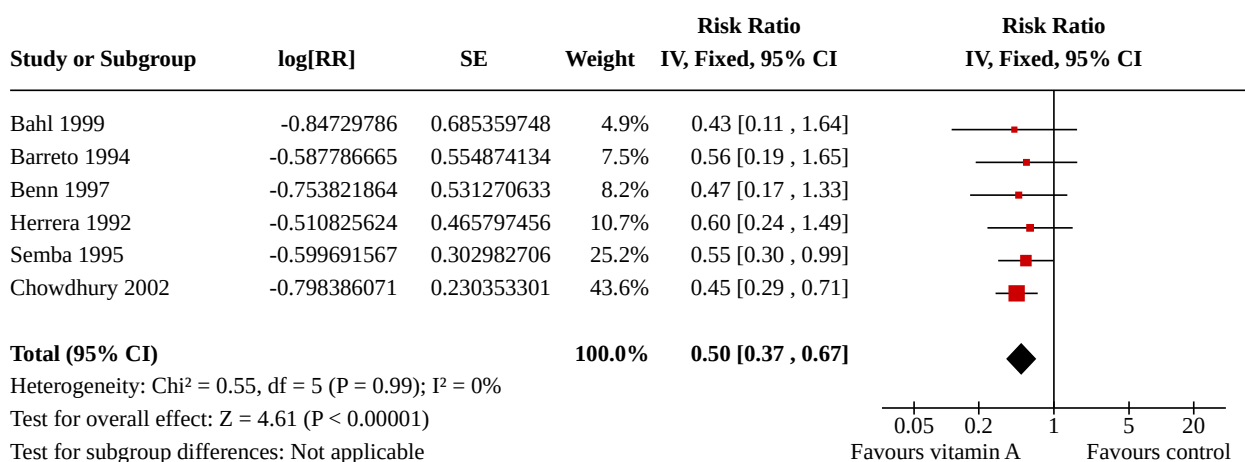 Risk Ratio Risk Ratio
Study or Subgroup log[RR] SE Weight IV, Fixed, 95% CI IV, Fixed, 95% CI
Bahl 1999 -0.84729786 0.685359748 4.9% 0.43 [0.11 , 1.64]
Barreto 1994 -0.587786665 0.554874134 7.5% 0.56 [0.19 , 1.65]
Benn 1997 -0.753821864 0.531270633 8.2% 0.47 [0.17 , 1.33]
Herrera 1992 -0.510825624 0.465797456 10.7% 0.60 [0.24 , 1.49]
Semba 1995 -0.599691567 0.302982706 25.2% 0.55 [0.30 , 0.99]
Chowdhury 2002 -0.798386071 0.230353301 43.6% 0.45 [0.29 , 0.71]
Total (95% CI) 100.0% 0.50 [0.37 , 0.67]
Heterogeneity: Chi² = 0.55, df = 5 (P = 0.99); I² = 0%
Test for overall effect: Z = 4.61 (P < 0.00001) 0.05 0.2 1 5 20
Test for subgroup differences: Not applicable Favours vitamin A Favours control